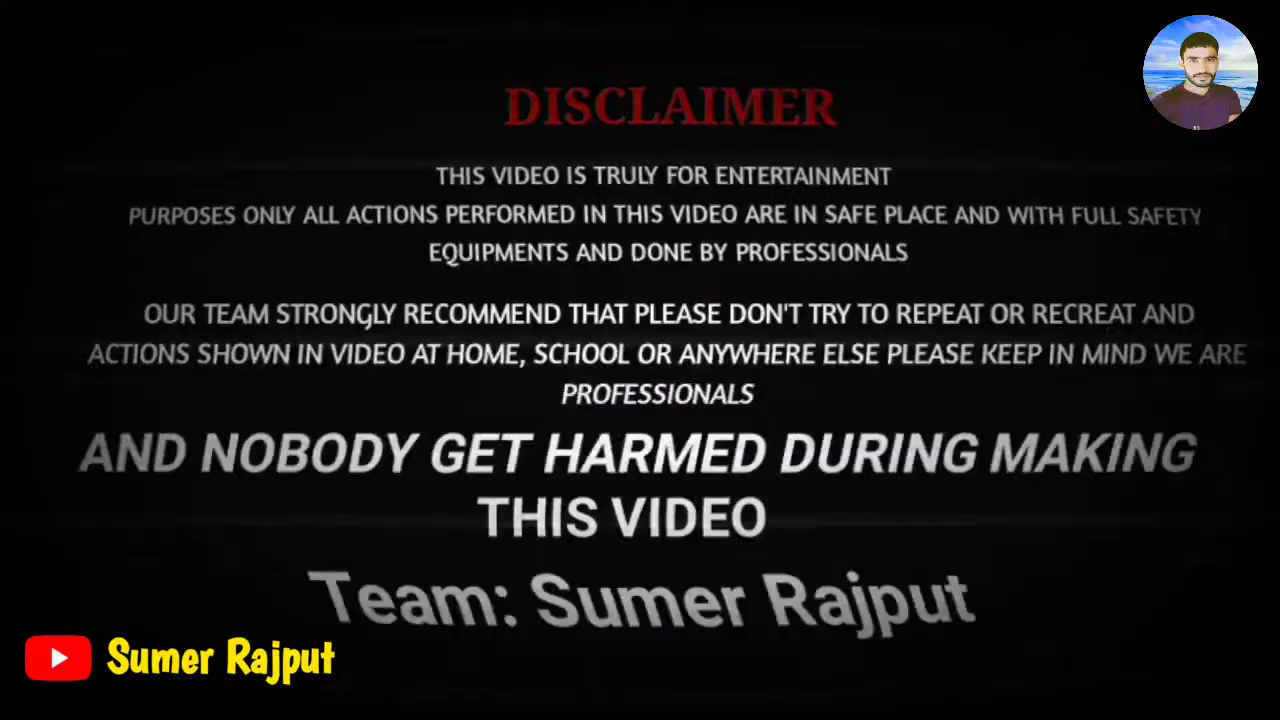 DISCLAIMER
THIS VIDEO IS TRULY FOR ENTERTAINMENT
PURPOSES ONLY ALL ACTIONS PERFORMED IN THIS VIDEO ARE IN SAFE PLACE AND WITH FULL SAFETY
EQUIPMENTS AND DONE BY PROFESSIONALS
OUR TEAM STRONGLY RECOMMEND THAT PLEASE DON'T TRY TO REPEAT OR RECREAT AND
ACTIONS SHOWN IN VIDEO AT HOME, SCHOOL OR ANYWHERE ELSE PLEASE KEEP IN MIND WE ARE
PROFESSIONALS
AND NOBODY GET HARMED DURING MAKING
THIS VIDEO
Team: Sumer Rajput
Sumer Rajput